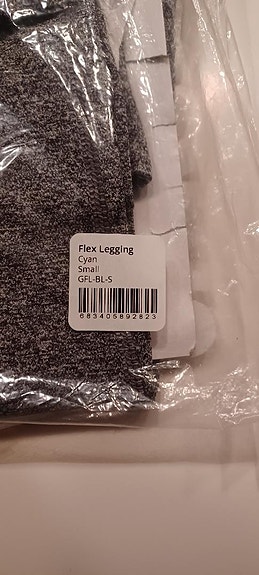 Flex Legging
Cyan
Small
GFL-BL-S
683405892823